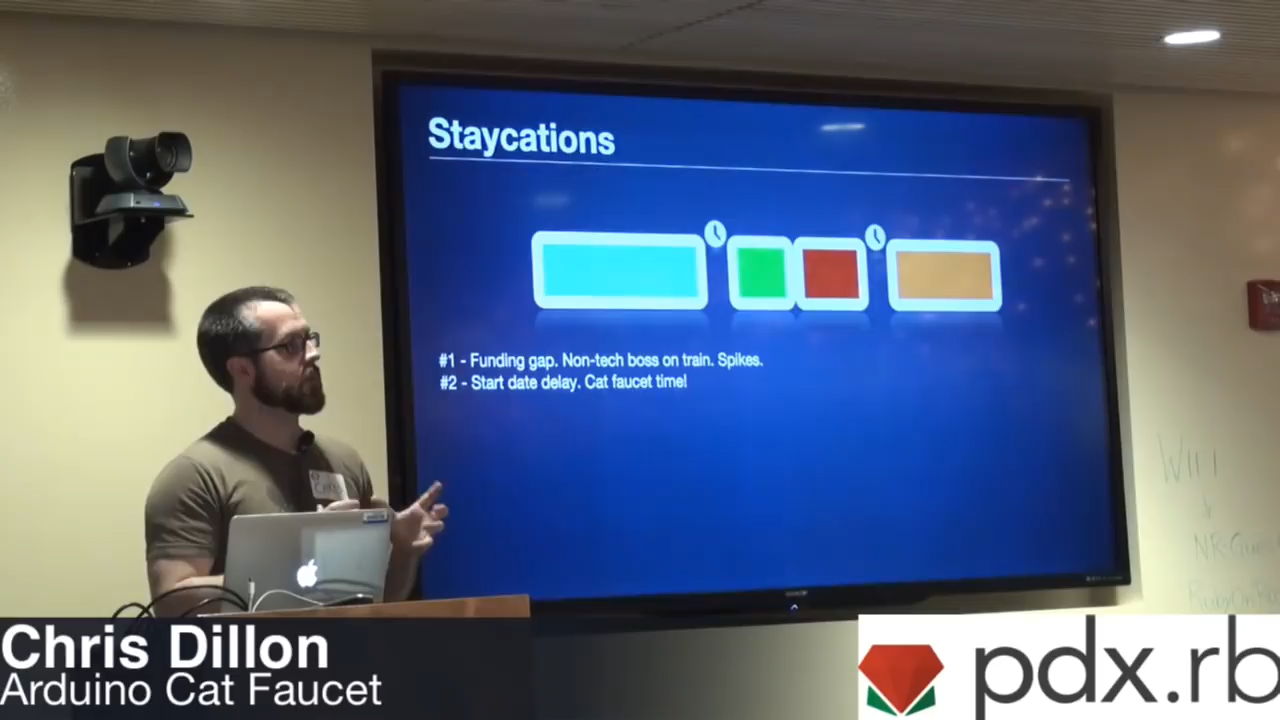 Staycations
#1 - Funding gap. Non-tech boss on train. Spikes.
#2 - Start date delay. Cat faucet time!
WIFI
Chris Dillon
Arduino Cat Faucet
pdx.rb